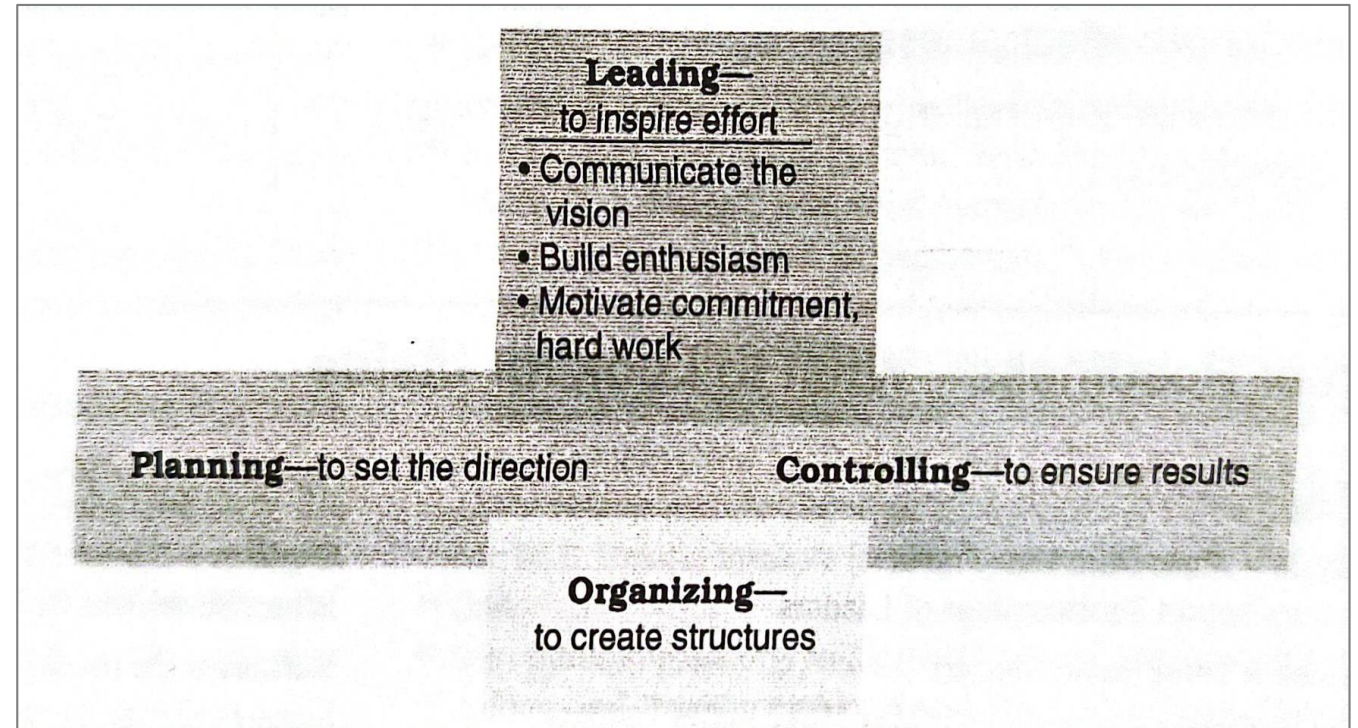 Leading—
to inspire effort
• Communicate the
vision
• Build enthusiasm
• Motivate commitment,
hard work
Planning—to set the direction
Controlling—to ensure results
Organizing—
to create structures